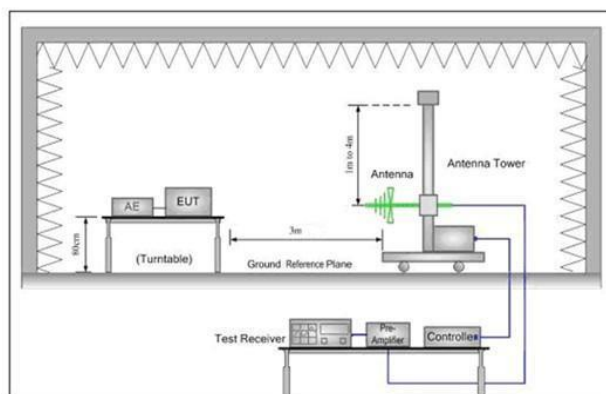 1m to 4m
Antenna
Antenna Tower
AE
EUT
80cm
(Turntable)
3m
Ground Reference Plane
Test Receiver
Pre-
Amplifier
Controller